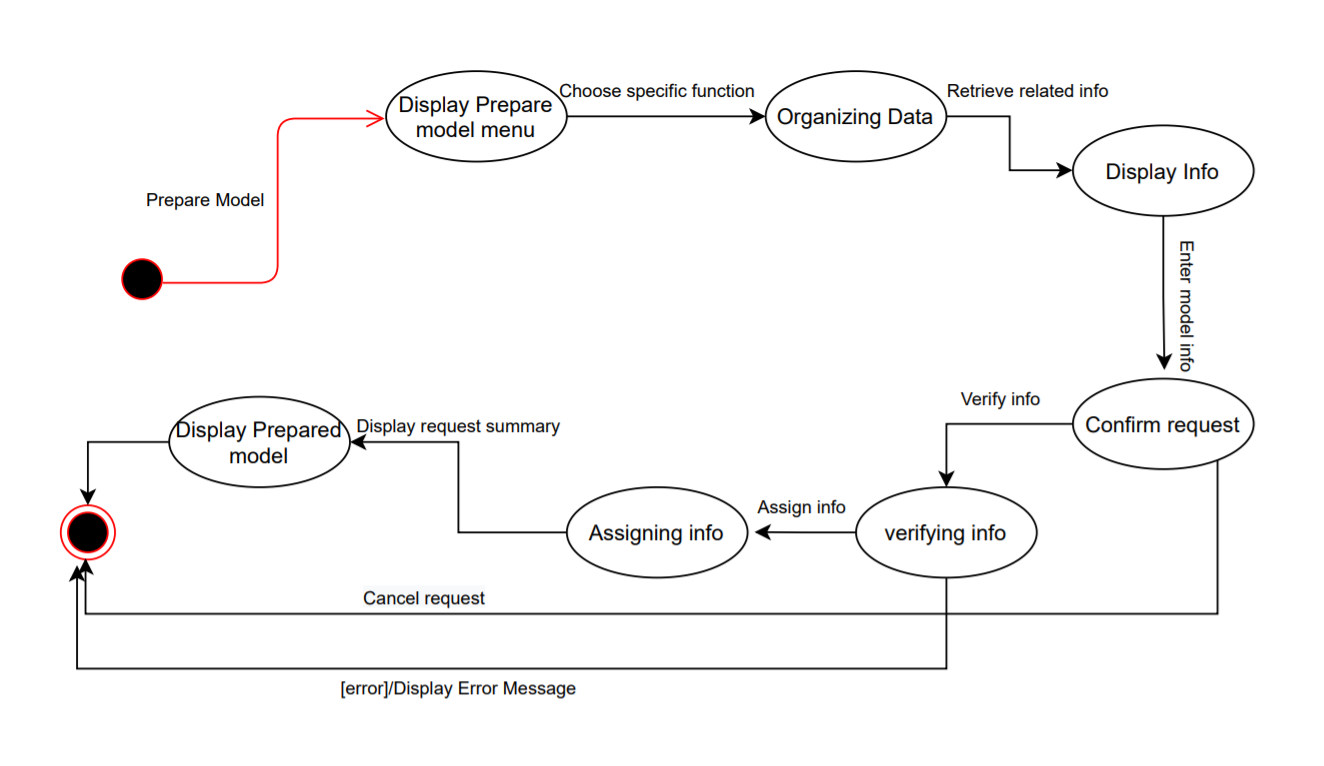 Display Prepare
model menu
Choose specific function
Organizing Data
Retrieve related info
Display Info
Prepare Model
Enter model info
Confirm request
Verify info
verifying info
Assign info
Assigning info
Display request summary
Display Prepared
model
Cancel request
[error]/Display Error Message